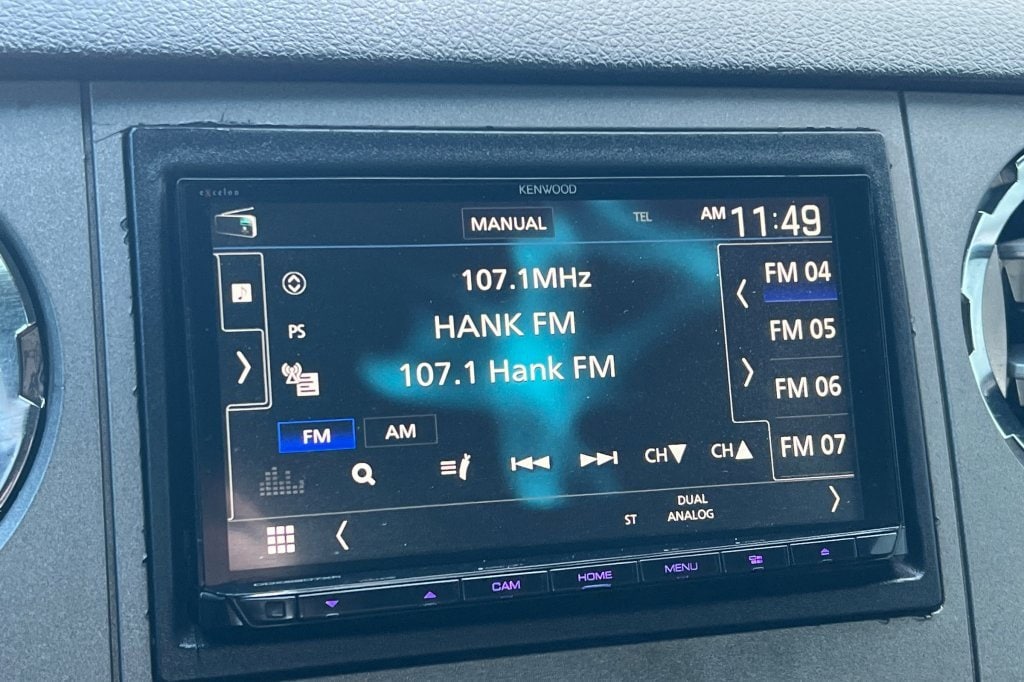 excelon
KENWOOD
MANUAL
TEL
AM 11:49
107.1MHz
PS
HANK FM
107.1 Hank FM
FM 04
FM 05
FM 06
FM 07
FM
AM
CH▼
CH▲
ST
DUAL
ANALOG
CAM
HOME
MENU